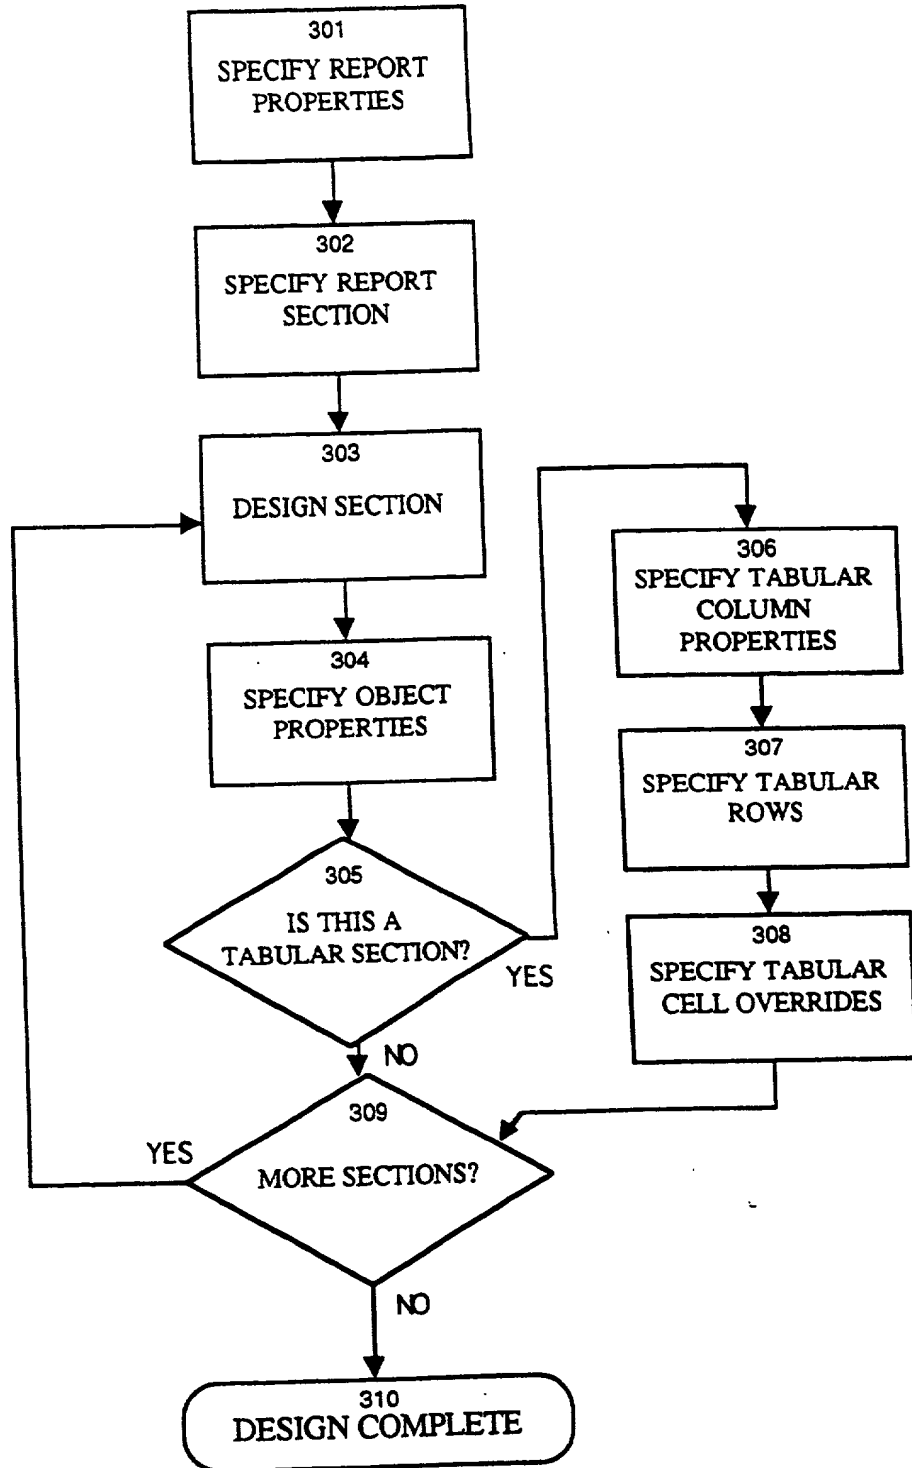 301
SPECIFY REPORT
PROPERTIES
302
SPECIFY REPORT
SECTION
303
DESIGN SECTION
304
SPECIFY OBJECT
PROPERTIES
305
IS THIS A
TABULAR SECTION?
YES
NO
306
SPECIFY TABULAR
COLUMN
PROPERTIES
307
SPECIFY TABULAR
ROWS
308
SPECIFY TABULAR
CELL OVERRIDES
309
MORE SECTIONS?
YES
NO
310
DESIGN COMPLETE